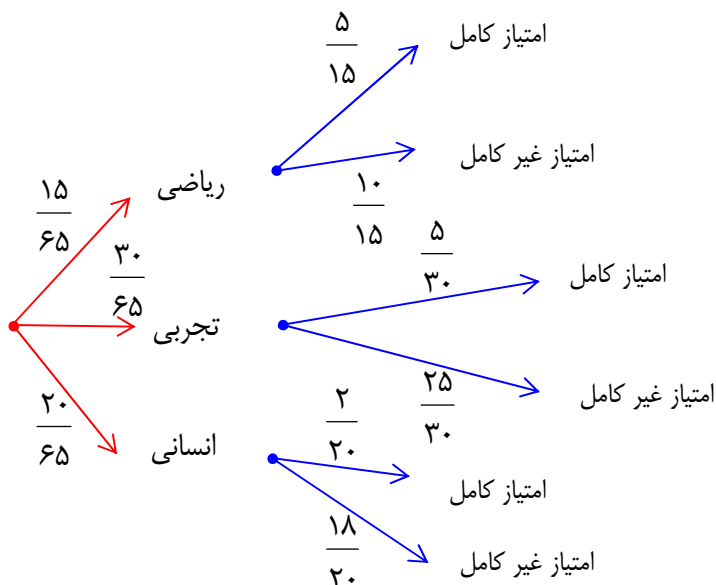 ۵/۱۵
امتیاز کامل
امتیاز غیر کامل
۱۰/۱۵
ریاضی
۱۵/۶۵
۳۰/۶۵
تجربی
۵/۳۰
امتیاز کامل
۲۵/۳۰
امتیاز غیر کامل
۲۰/۶۵
انسانی
۲/۲۰
امتیاز کامل
۱۸/۲۰
امتیاز غیر کامل